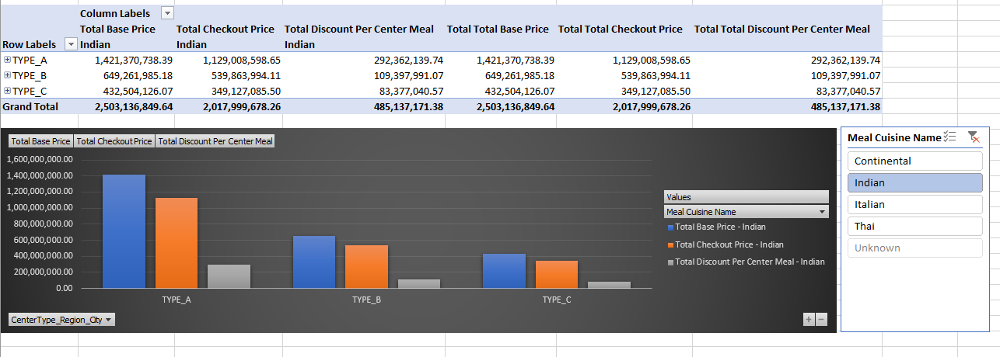 Column Labels
Total Base Price Total Checkout Price Total Discount Per Center Meal Total Total Base Price Total Total Checkout Price Total Total Discount Per Center Meal
Row Labels Indian Indian Indian
TYPE_A 1,421,370,738.39 1,129,008,598.65 292,362,139.74 1,421,370,738.39 1,129,008,598.65 292,362,139.74
TYPE_B 649,261,985.18 539,863,994.11 109,397,991.07 649,261,985.18 539,863,994.11 109,397,991.07
TYPE_C 432,504,126.07 349,127,085.50 83,377,040.57 432,504,126.07 349,127,085.50 83,377,040.57
Grand Total 2,503,136,849.64 2,017,999,678.26 485,137,171.38 2,503,136,849.64 2,017,999,678.26 485,137,171.38
Total Base Price Total Checkout Price Total Discount Per Center Meal
1,600,000,000.00
1,400,000,000.00
1,200,000,000.00
1,000,000,000.00
800,000,000.00
600,000,000.00
400,000,000.00
200,000,000.00
0.00
TYPE_A TYPE_B TYPE_C
CenterType_Region_City
Values
Meal Cuisine Name
Total Base Price - Indian
Total Checkout Price - Indian
Total Discount Per Center Meal - Indian
Meal Cuisine Name
Continental
Indian
Italian
Thai
Unknown